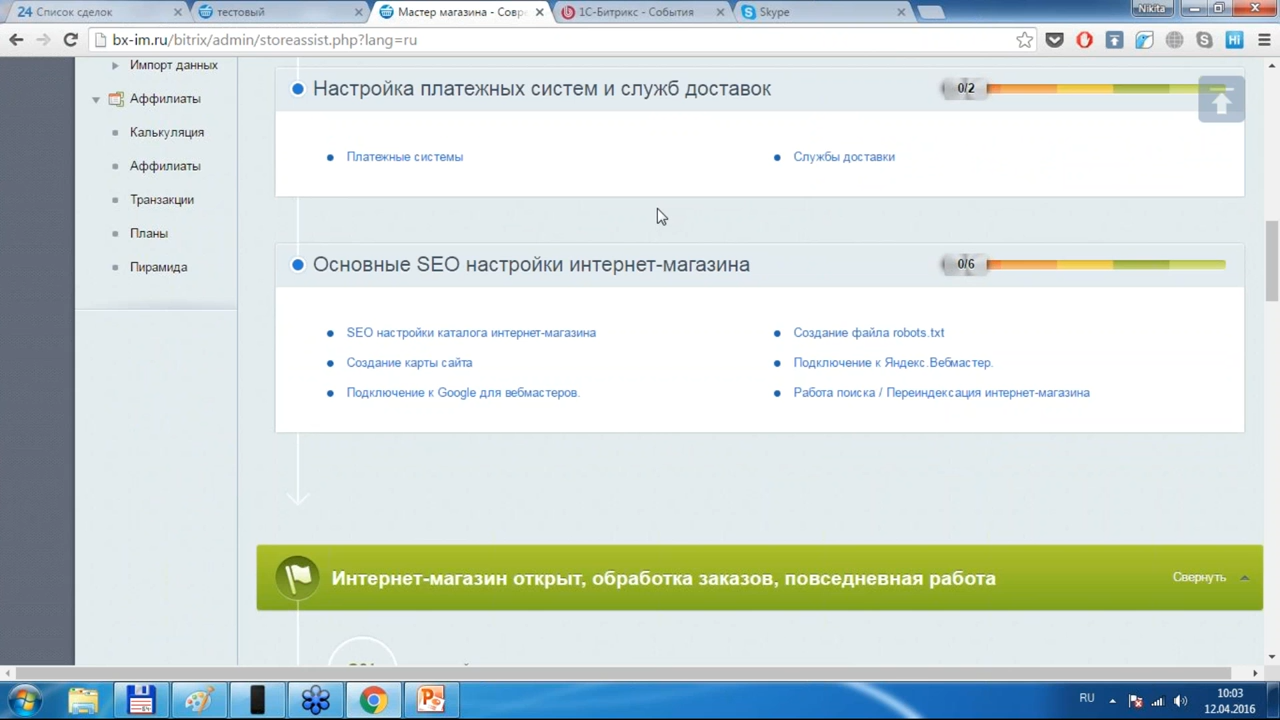 24 Список сделок
тестовый
Мастер магазина - Совре
1С-Битрикс - События
Skype
Nikita
bx-im.ru/bitrix/admin/storeassist.php?lang=ru
Импорт данных
Аффилиаты
Калькуляция
Аффилиаты
Транзакции
Планы
Пирамида
Настройка платежных систем и служб доставок
0/2
Платежные системы
Службы доставки
Основные SEO настройки интернет-магазина
0/6
SEO настройки каталога интернет-магазина
Создание файла robots.txt
Создание карты сайта
Подключение к Яндекс.Вебмастер.
Подключение к Google для вебмастеров.
Работа поиска / Переиндексация интернет-магазина
Интернет-магазин открыт, обработка заказов, повседневная работа
Свернуть
RU
10:03
12.04.2016